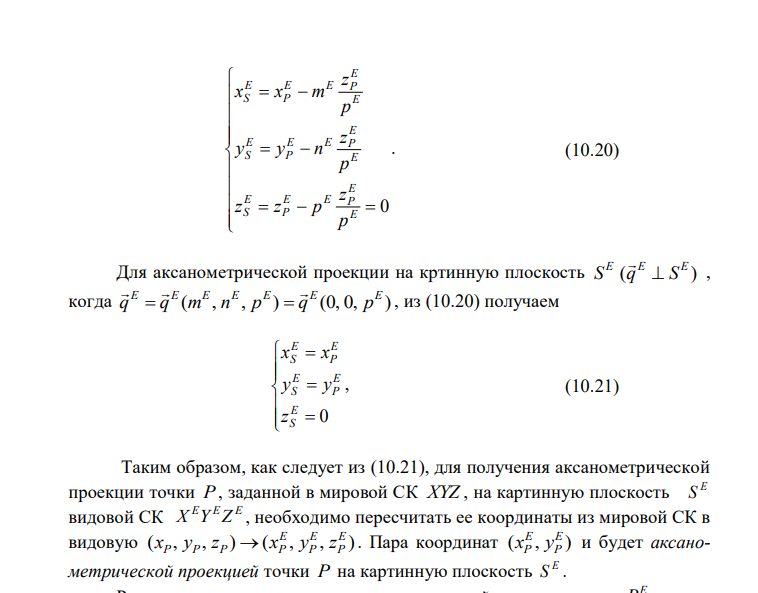 x_S^E = x_P^E − m^E z_P^E / p^E
y_S^E = y_P^E − n^E z_P^E / p^E . (10.20)
z_S^E = z_P^E − p^E z_P^E / p^E = 0
Для аксанометрической проекции на кртинную плоскость S^E (q⃗^E ⊥ S^E) ,
когда q⃗^E = q⃗^E(m^E, n^E, p^E) = q⃗^E(0, 0, p^E), из (10.20) получаем
x_S^E = x_P^E
y_S^E = y_P^E , (10.21)
z_S^E = 0
Таким образом, как следует из (10.21), для получения аксанометрической
проекции точки P, заданной в мировой СК XYZ, на картинную плоскость S^E
видовой СК X^E Y^E Z^E, необходимо пересчитать ее координаты из мировой СК в
видовую (x_P, y_P, z_P) → (x_P^E, y_P^E, z_P^E). Пара координат (x_P^E, y_P^E) и будет аксано-
метрической проекцией точки P на картинную плоскость S^E.